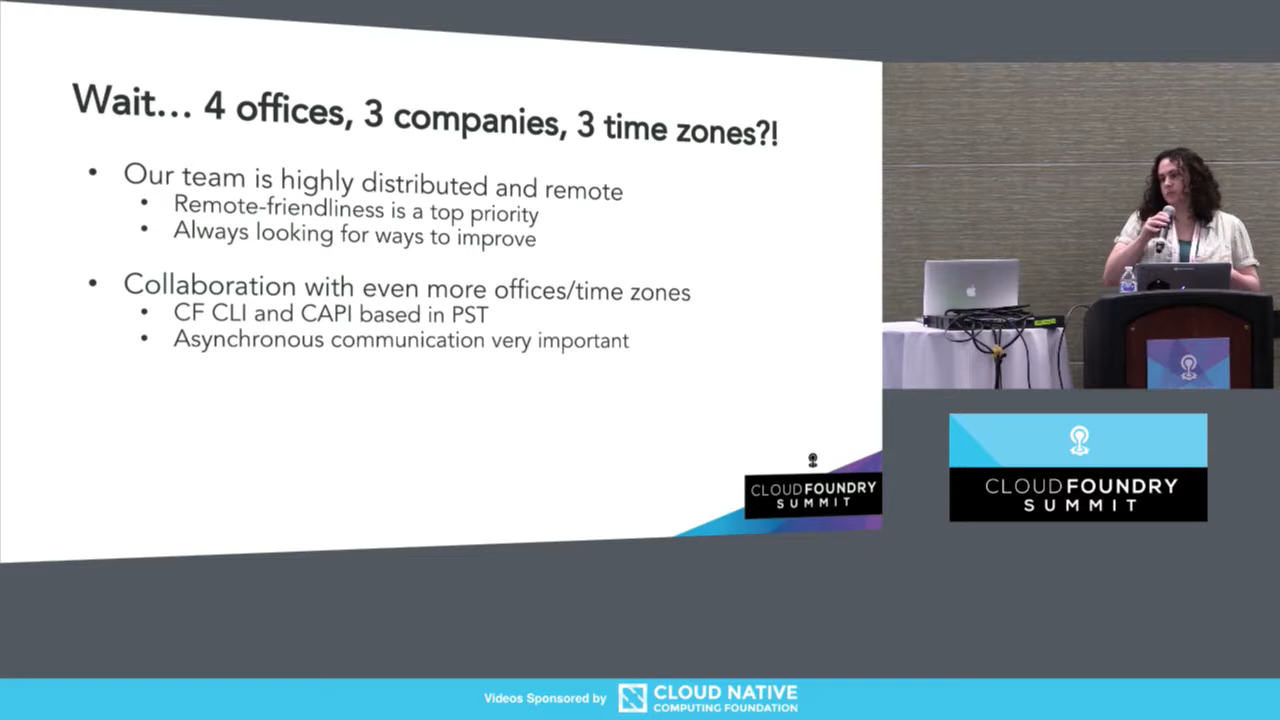 Wait... 4 offices, 3 companies, 3 time zones?!
• Our team is highly distributed and remote
• Remote-friendliness is a top priority
• Always looking for ways to improve
• Collaboration with even more offices/time zones
• CF CLI and CAPI based in PST
• Asynchronous communication very important
CLOUDFOUNDRY
SUMMIT
CLOUDFOUNDRY
SUMMIT
Videos Sponsored by
CLOUD NATIVE
COMPUTING FOUNDATION